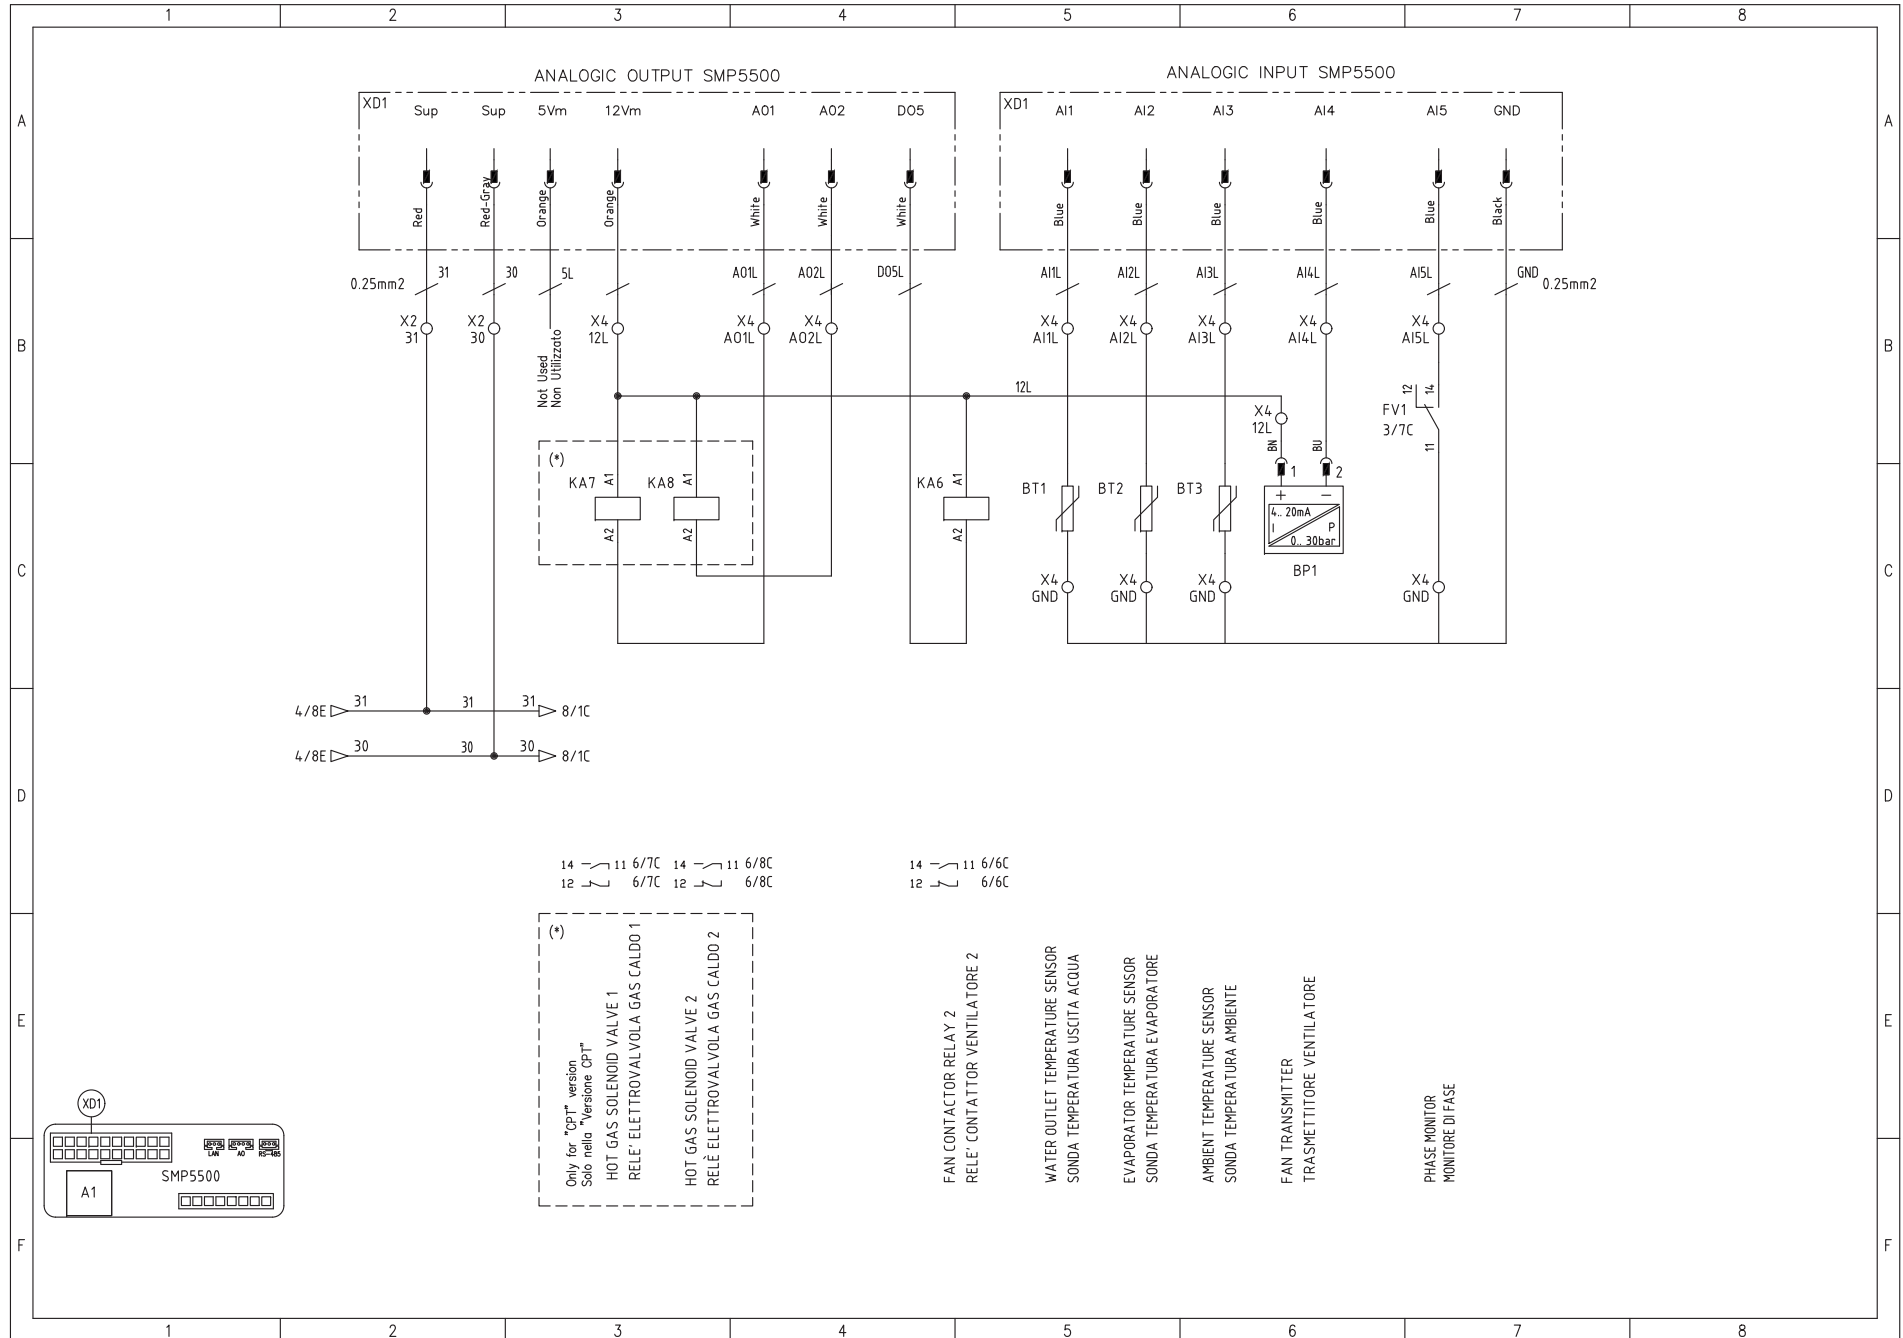 1 2 3 4 5 6 7 8
ANALOGIC OUTPUT SMP5500
ANALOGIC INPUT SMP5500
A
XD1 Sup Sup 5Vm 12Vm A01 A02 D05
XD1 AI1 AI2 AI3 AI4 AI5 GND
A
Red
Red-Gray
Orange
Orange
White
White
White
Blue
Blue
Blue
Blue
Blue
Black
0.25mm2 31 30 5L A01L A02L D05L
AI1L AI2L AI3L AI4L AI5L GND 0.25mm2
X2 X2 X4 X4 X4 X4 X4 X4 X4 X4
31 30 12L A01L A02L AI1L AI2L AI3L AI4L AI5L
B
B
Not Used
Non Utilizzato
12L
X4
12L
BN
BU
12
14
FV1
3/7C
11
(*)
KA7
A1
A2
KA8
A1
A2
KA6
A1
A2
BT1
BT2
BT3
1
2
+ −
4.. 20mA
I P
0.. 30bar
BP1
C
C
X4 X4 X4 X4
GND GND GND GND
4/8E 31 31 31 8/1C
4/8E 30 30 30 8/1C
D
D
14 11 6/7C 14 11 6/8C 14 11 6/6C
12 6/7C 12 6/8C 12 6/6C
(*)
Only for "CPT" version
Solo nella "Versione CPT"
HOT GAS SOLENOID VALVE 1
RELE' ELETTROVALVOLA GAS CALDO 1
HOT GAS SOLENOID VALVE 2
RELÈ ELETTROVALVOLA GAS CALDO 2
FAN CONTACTOR RELAY 2
RELE' CONTATTOR VENTILATORE 2
WATER OUTLET TEMPERATURE SENSOR
SONDA TEMPERATURA USCITA ACQUA
EVAPORATOR TEMPERATURE SENSOR
SONDA TEMPERATURA EVAPORATORE
AMBIENT TEMPERATURE SENSOR
SONDA TEMPERATURA AMBIENTE
FAN TRANSMITTER
TRASMETTITORE VENTILATORE
PHASE MONITOR
MONITORE DI FASE
E
E
XD1
LAN AO RS-485
SMP5500
A1
F
F
1 2 3 4 5 6 7 8